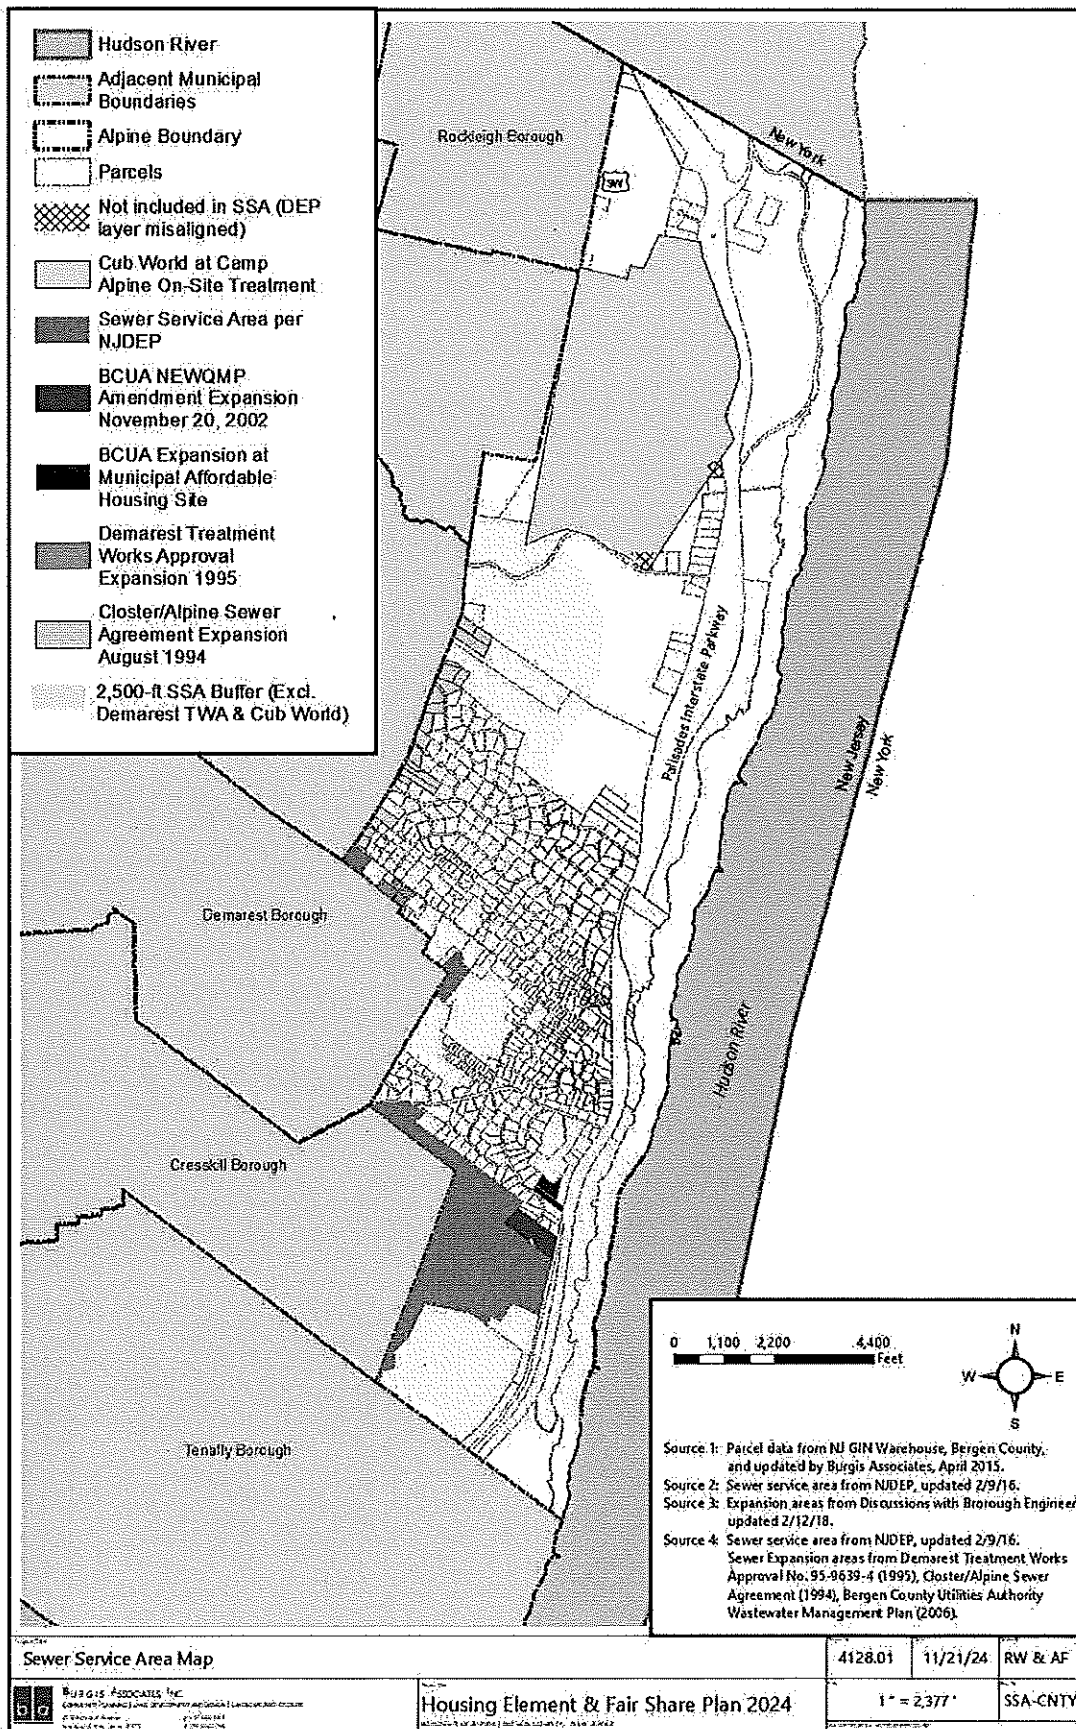 Hudson River
Adjacent Municipal
Boundaries
Alpine Boundary
Parcels
Not included in SSA (DEP
layer misaligned)
Cub World at Camp
Alpine On-Site Treatment
Sewer Service Area per
NJDEP
BCUA NEWQMP
Amendment Expansion
November 20, 2002
BCUA Expansion at
Municipal Affordable
Housing Site
Demarest Treatment
Works Approval
Expansion 1995
Closter/Alpine Sewer
Agreement Expansion
August 1994
2,500-ft SSA Buffer (Excl.
Demarest TWA & Cub World)
Rockleigh Borough
New York
9W
Palisades Interstate Parkway
New Jersey
New York
Demarest Borough
Hudson River
Cresskill Borough
Tenafly Borough
0 1,100 2,200 4,400
Feet
N
W E
S
Source 1: Parcel data from NJ GIN Warehouse, Bergen County,
and updated by Burgis Associates, April 2015.
Source 2: Sewer service area from NJDEP, updated 2/9/16.
Source 3: Expansion areas from Discussions with Brorough Engineer
updated 2/12/18.
Source 4: Sewer service area from NJDEP, updated 2/9/16.
Sewer Expansion areas from Demarest Treatment Works
Approval No. 95-9639-4 (1995), Closter/Alpine Sewer
Agreement (1994), Bergen County Utilities Authority
Wastewater Management Plan (2006).
Sewer Service Area Map
4128.01 11/21/24 RW & AF
BURGIS ASSOCIATES, INC.
Housing Element & Fair Share Plan 2024
1" = 2,377'
SSA-CNTY